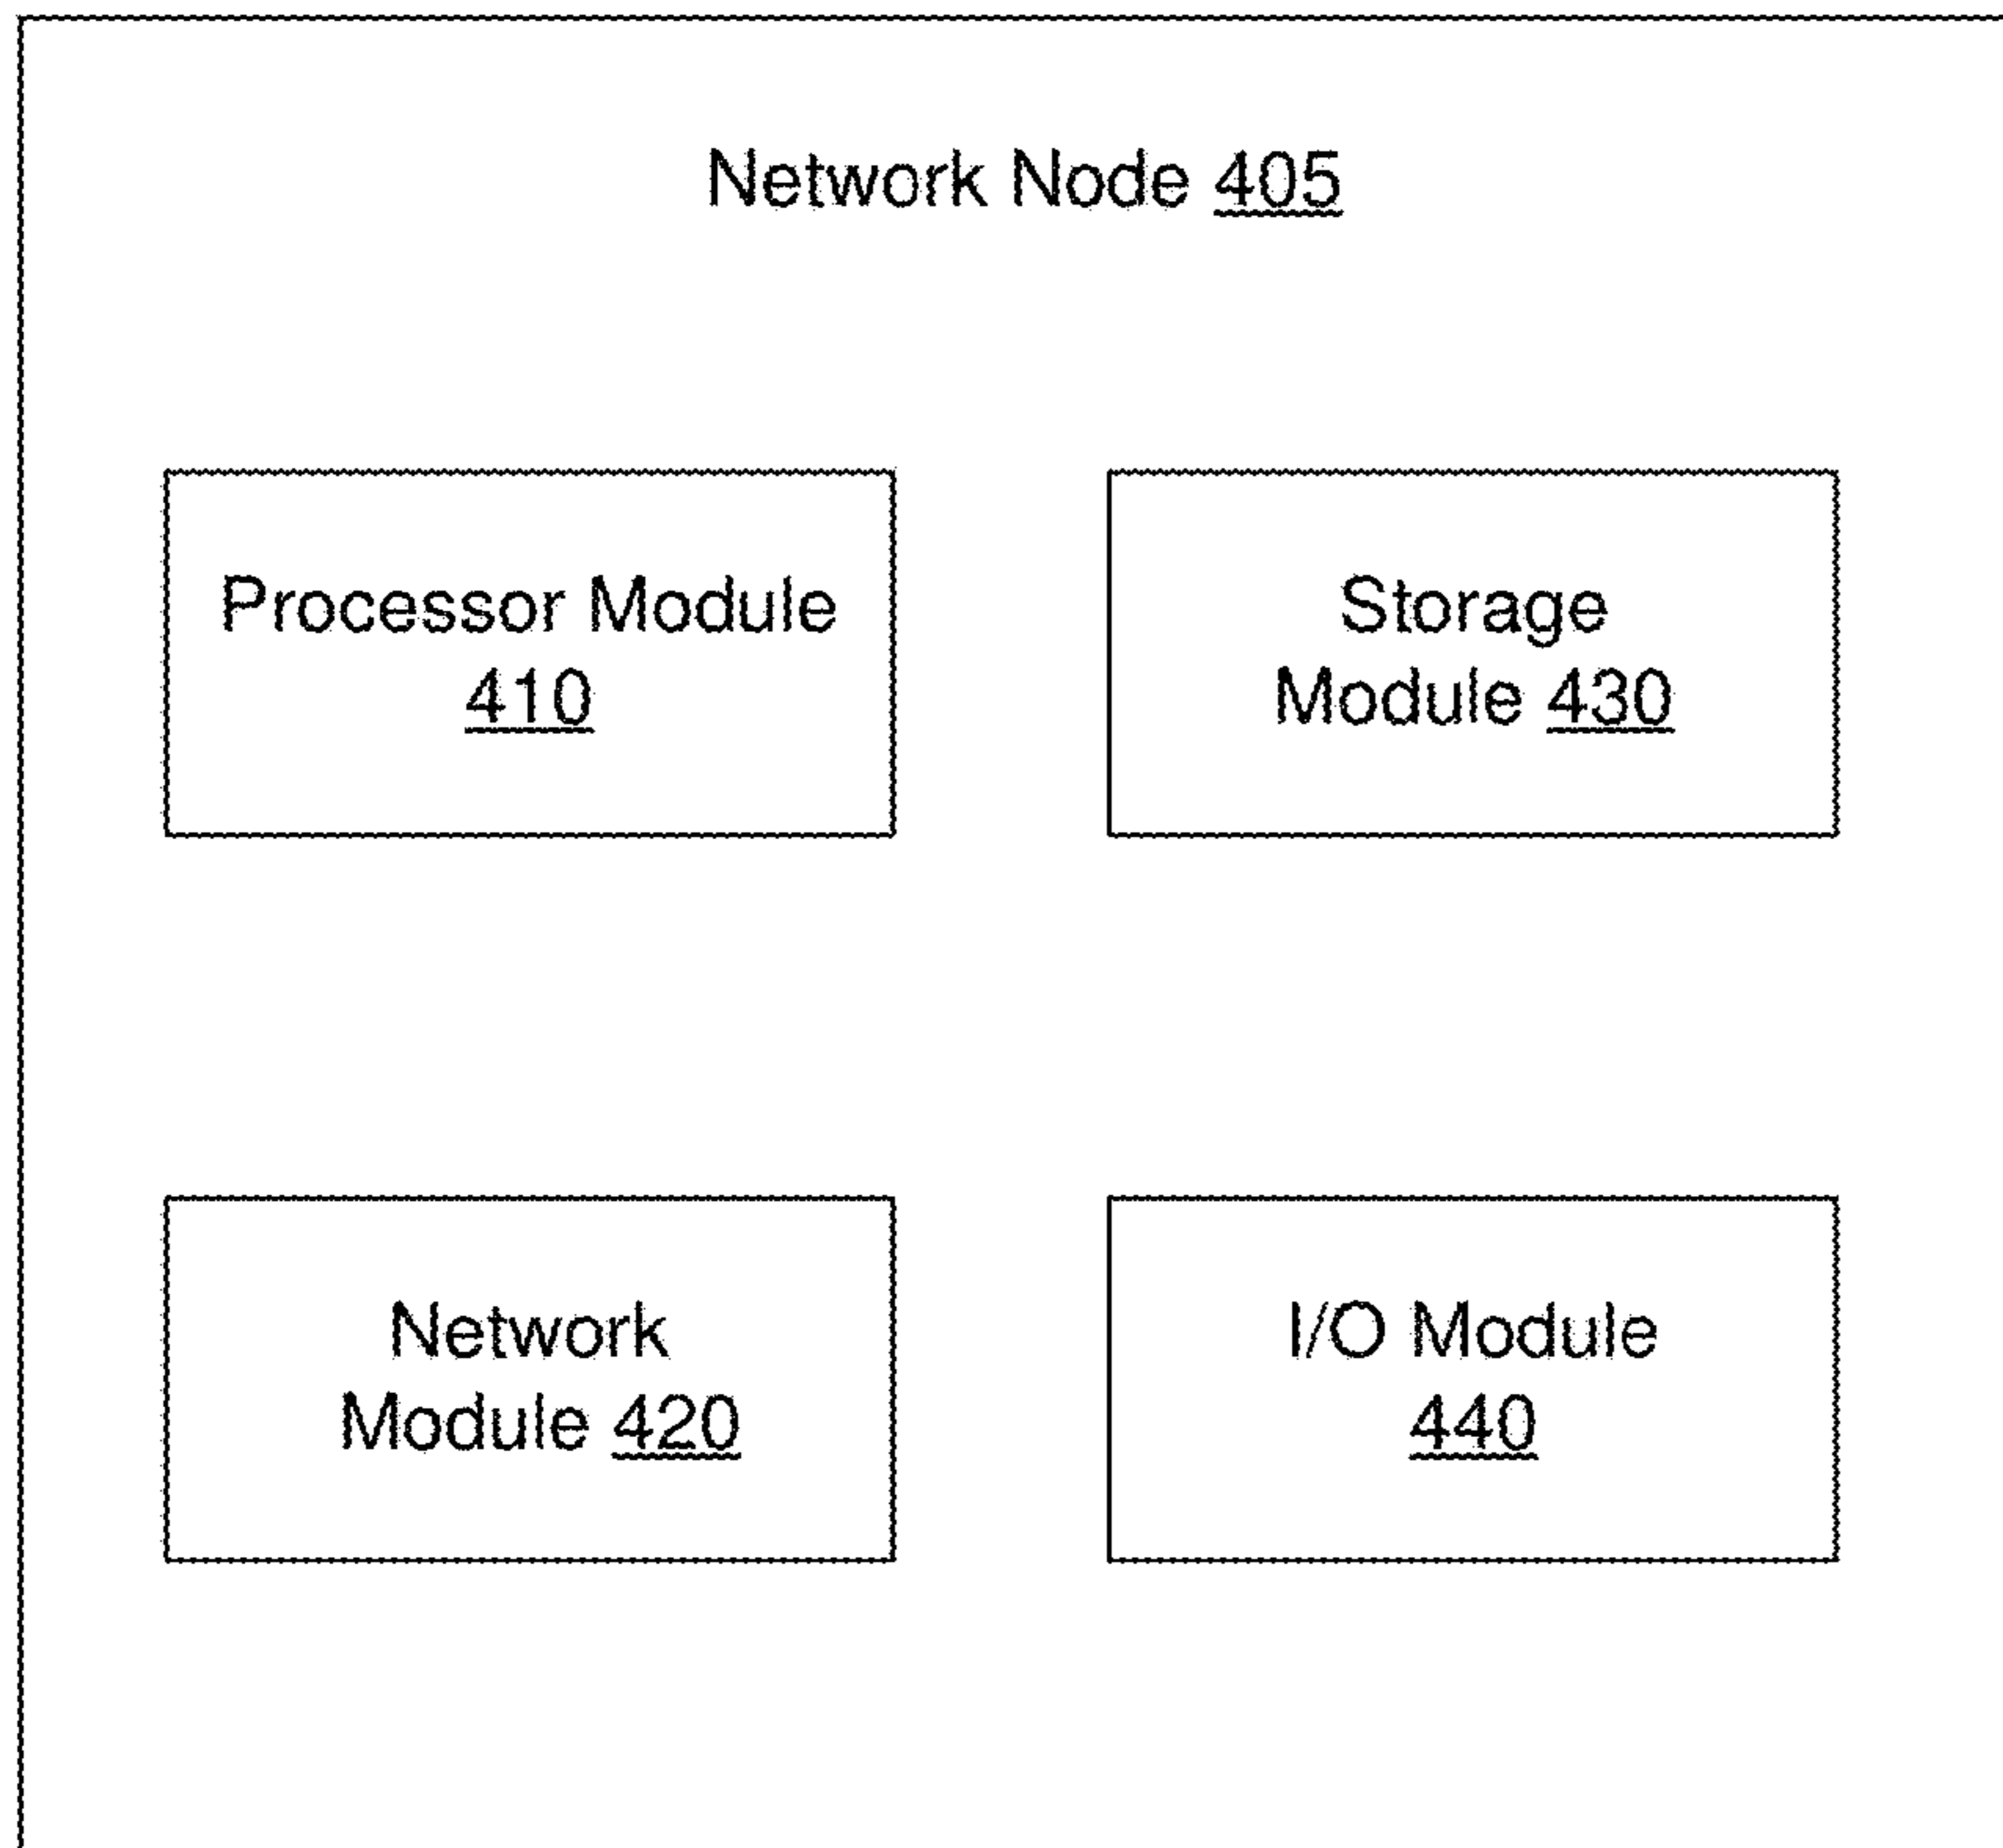 Network Node 405
Processor Module
410
Storage
Module 430
Network
Module 420
I/O Module
440